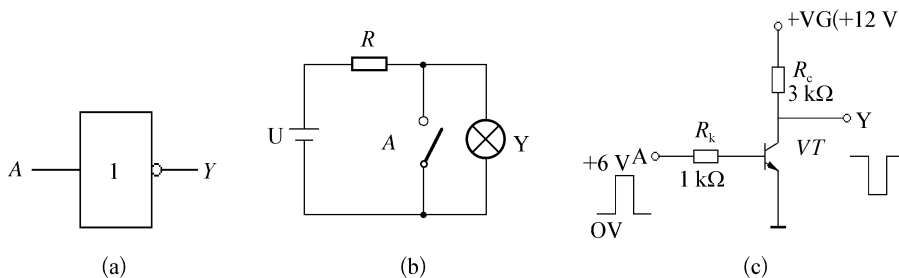 A 1 Y
(a)
R
U A Y
(b)
+VG(+12 V
Rc
3 kΩ
Y
Rk
+6 V A VT
1 kΩ
OV
(c)